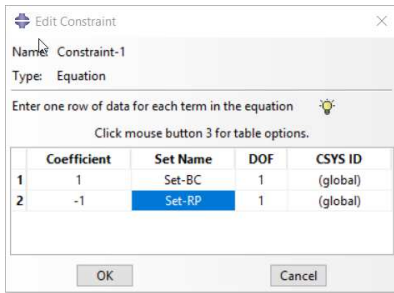 Edit Constraint
Name: Constraint-1
Type: Equation
Enter one row of data for each term in the equation
Click mouse button 3 for table options.
Coefficient Set Name DOF CSYS ID
1 1 Set-BC 1 (global)
2 -1 Set-RP 1 (global)
OK Cancel